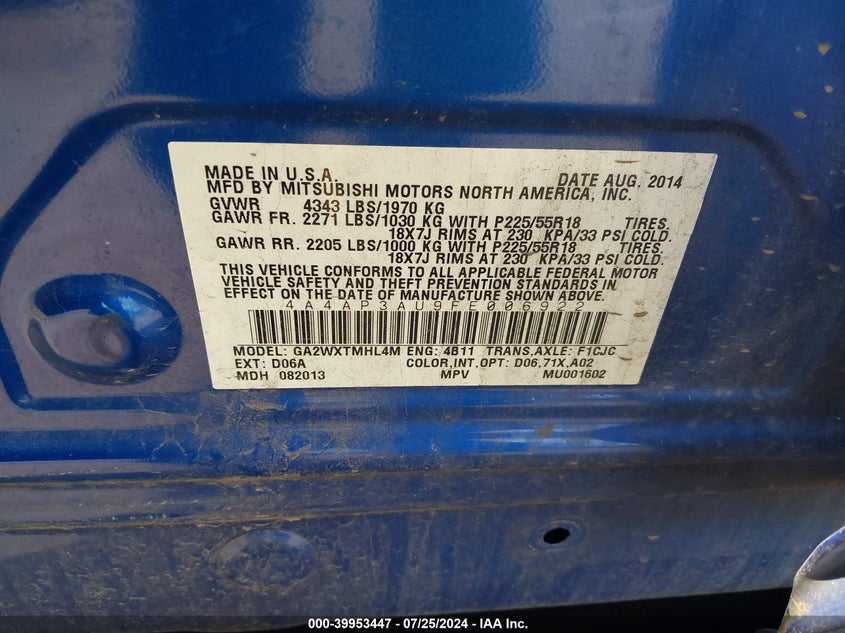 MADE IN U.S.A. DATE AUG. 2014
MFD BY MITSUBISHI MOTORS NORTH AMERICA, INC.
GVWR 4343 LBS/1970 KG
GAWR FR. 2271 LBS/1030 KG WITH P225/55R18 TIRES.
18X7J RIMS AT 230 KPA/33 PSI COLD.
GAWR RR. 2205 LBS/1000 KG WITH P225/55R18 TIRES.
18X7J RIMS AT 230 KPA/33 PSI COLD.
THIS VEHICLE CONFORMS TO ALL APPLICABLE FEDERAL MOTOR
VEHICLE SAFETY AND THEFT PREVENTION STANDARDS IN
EFFECT ON THE DATE OF MANUFACTURE SHOWN ABOVE.
4A4AP3AU9FE006922
MODEL: GA2WXTMHL4M ENG: 4B11 TRANS,AXLE: F1CJC
EXT: D06A COLOR,INT,OPT: D06,71X,A02
MDH 082013 MPV MU001602
000-39953447 - 07/25/2024 - IAA Inc.